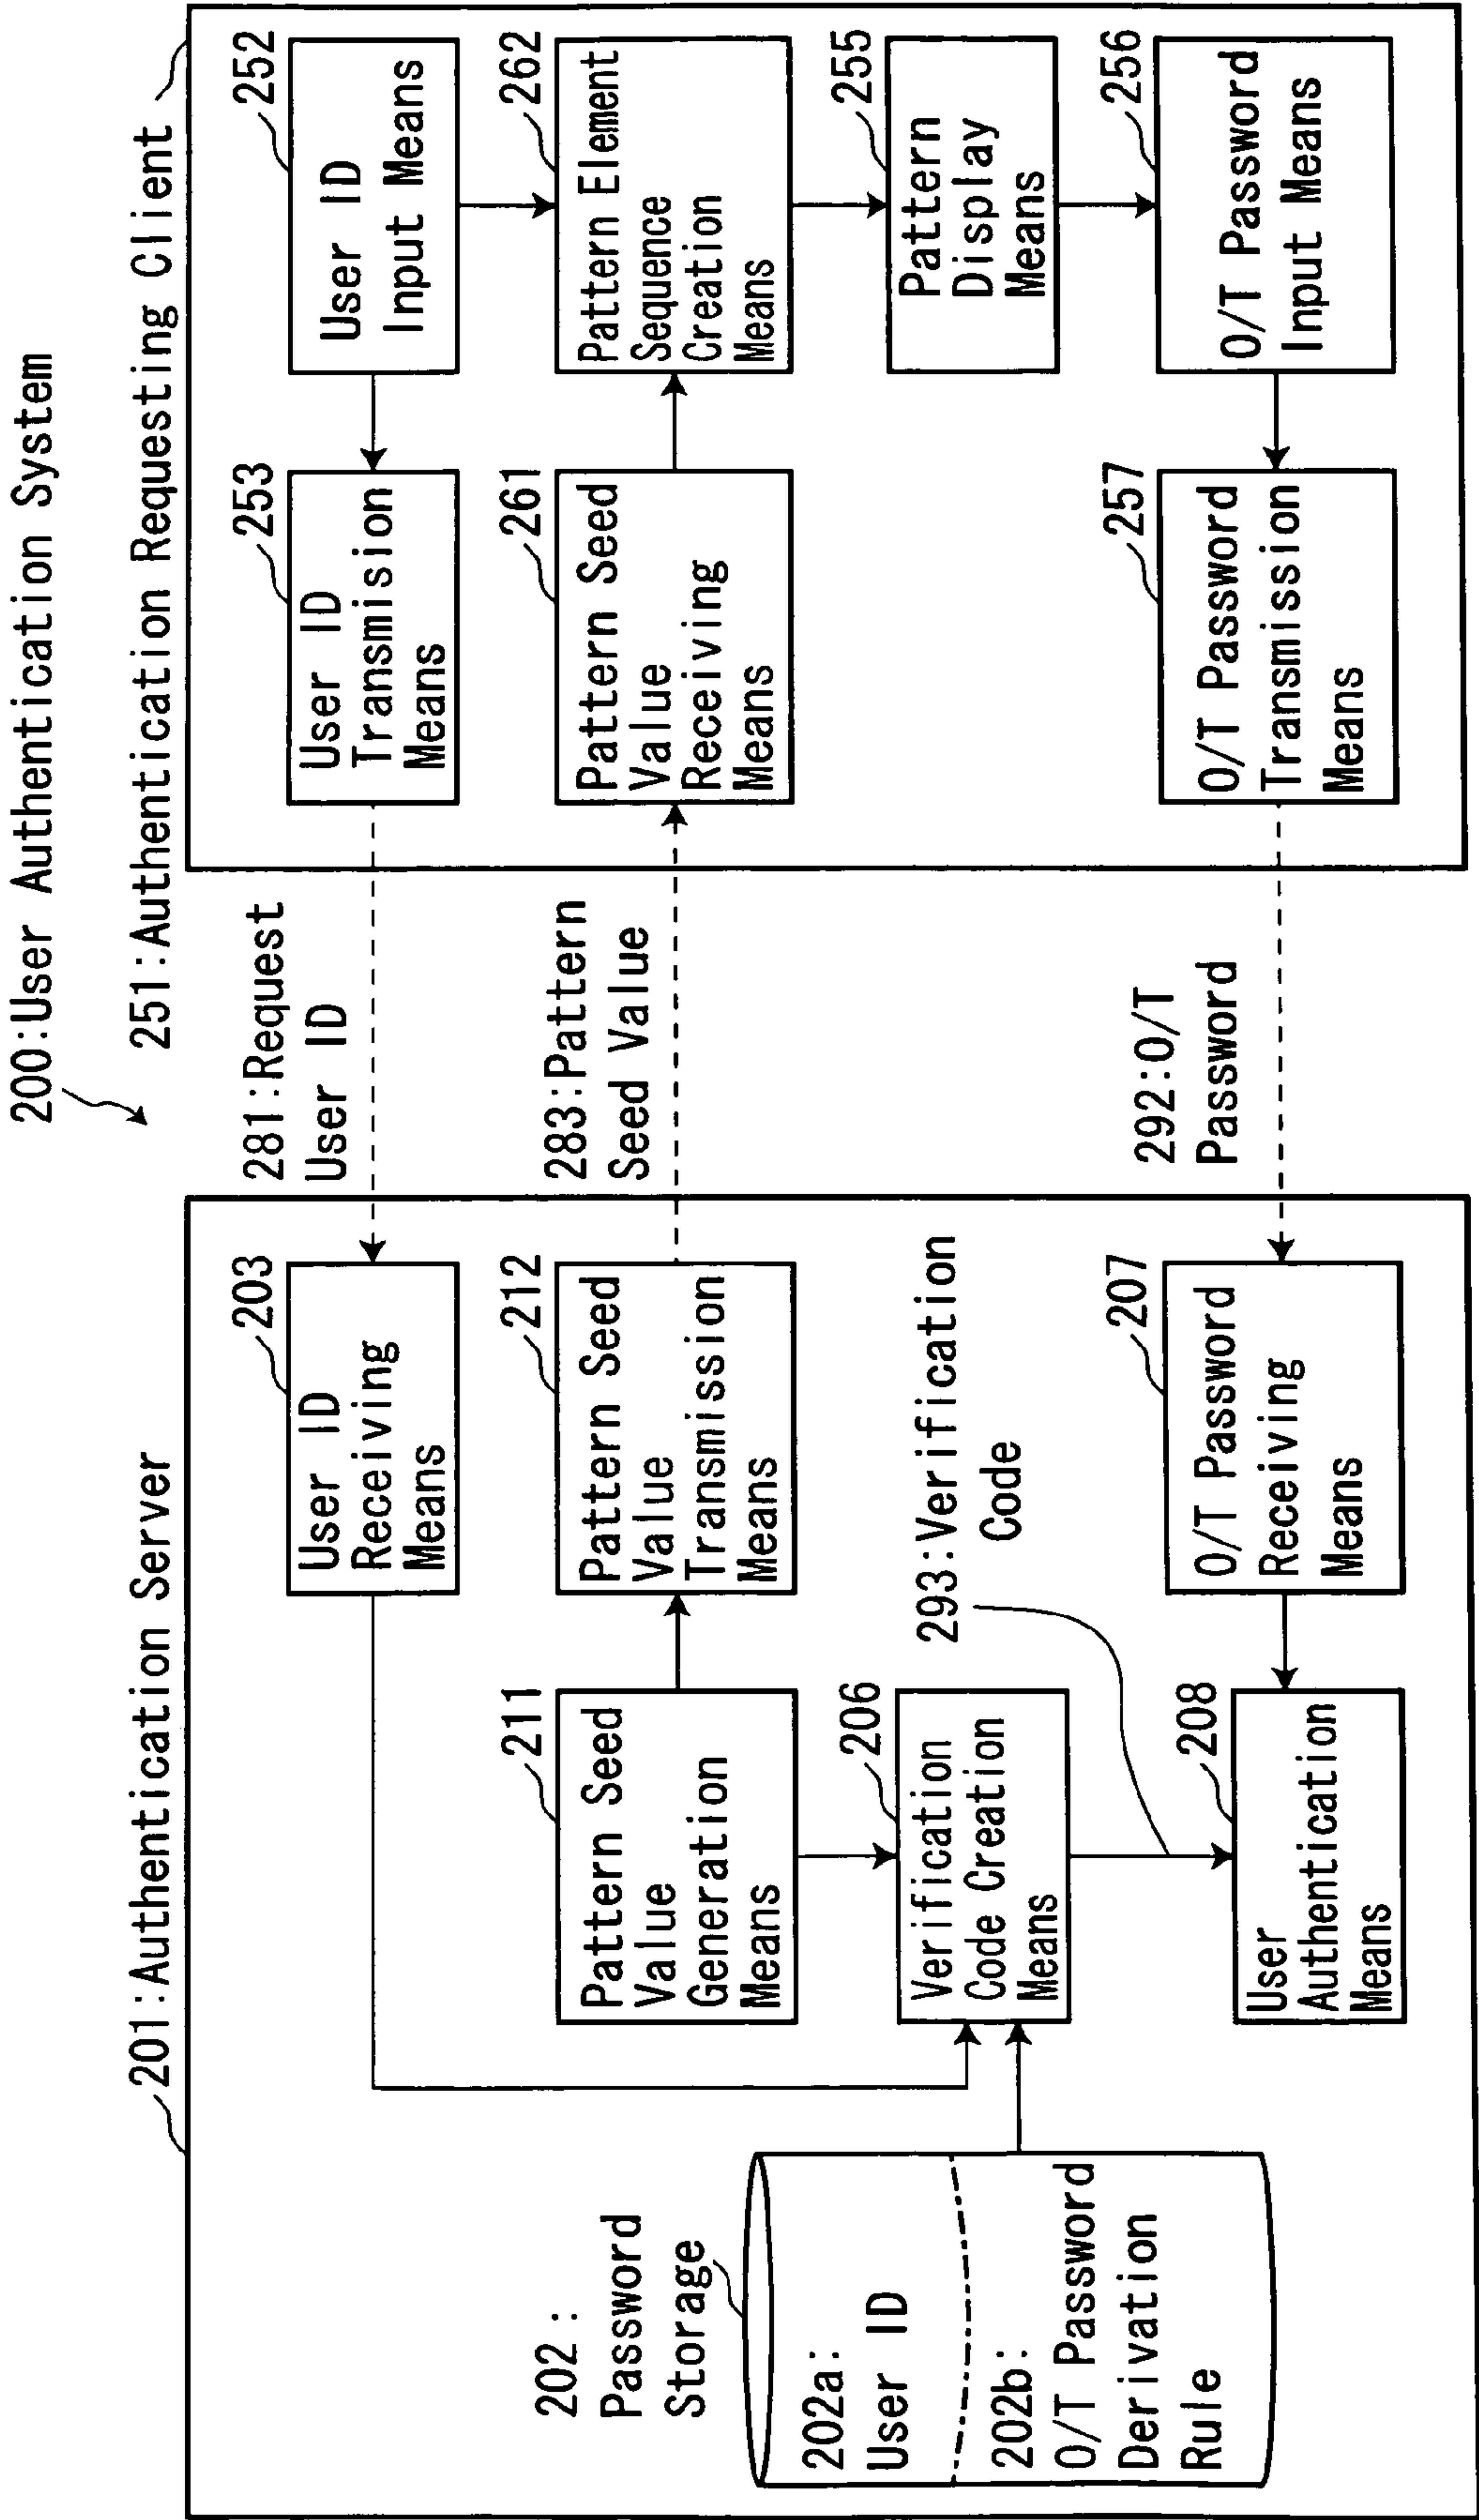 200:User Authentication System
201:Authentication Server
251:Authentication Requesting Client
203
User ID
Receiving
Means
281:Request
User ID
253
User ID
Transmission
Means
252
User ID
Input Means
211
Pattern Seed
Value
Generation
Means
212
Pattern Seed
Value
Transmission
Means
283:Pattern
Seed Value
261
Pattern Seed
Value
Receiving
Means
262
Pattern Element
Sequence
Creation
Means
202:
Password
Storage
202a:
User ID
202b:
O/T Password
Derivation
Rule
206
Verification
Code Creation
Means
293:Verification
Code
255
Pattern
Display
Means
208
User
Authentication
Means
207
O/T Password
Receiving
Means
292:O/T
Password
257
O/T Password
Transmission
Means
256
O/T Password
Input Means